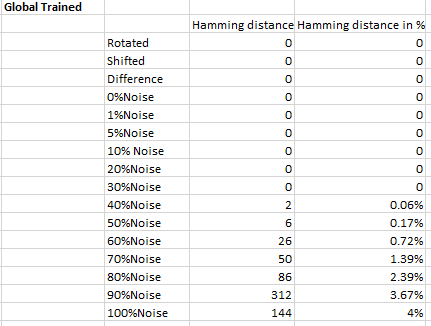 Global Trained
Hamming distance Hamming distance in %
Rotated 0 0
Shifted 0 0
Difference 0 0
0%Noise 0 0
1%Noise 0 0
5%Noise 0 0
10% Noise 0 0
20%Noise 0 0
30%Noise 0 0
40%Noise 2 0.06%
50%Noise 6 0.17%
60%Noise 26 0.72%
70%Noise 50 1.39%
80%Noise 86 2.39%
90%Noise 312 3.67%
100%Noise 144 4%